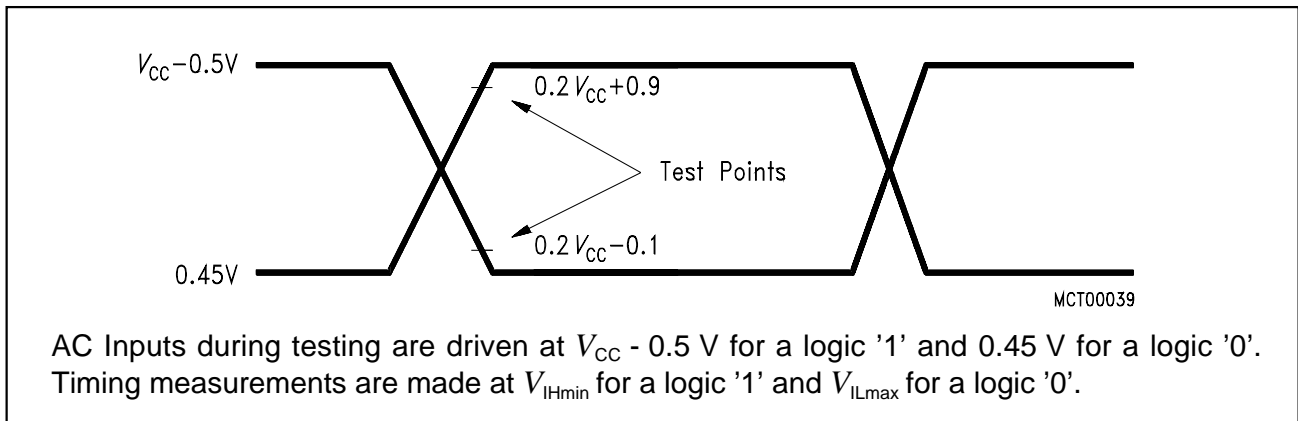 VCC−0.5V
0.2 VCC+0.9
Test Points
0.2 VCC−0.1
0.45V
MCT00039
AC Inputs during testing are driven at VCC - 0.5 V for a logic '1' and 0.45 V for a logic '0'.
Timing measurements are made at VIHmin for a logic '1' and VILmax for a logic '0'.